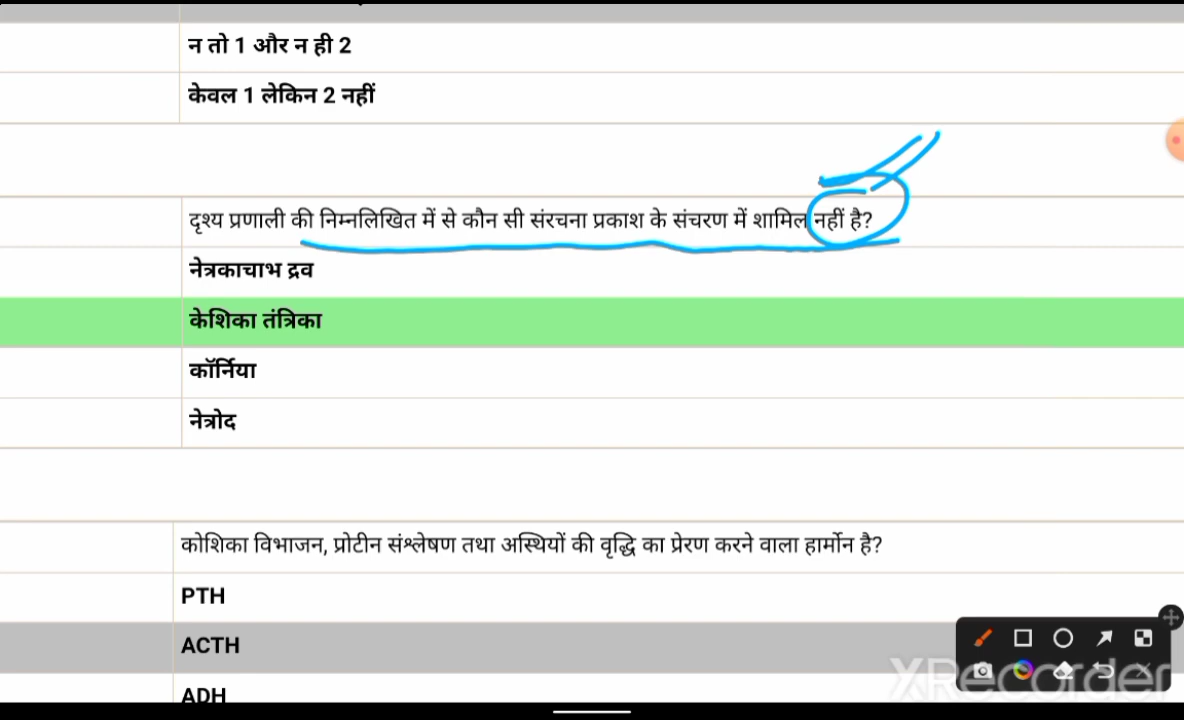 न तो 1 और न ही 2
केवल 1 लेकिन 2 नहीं
दृश्य प्रणाली की निम्नलिखित में से कौन सी संरचना प्रकाश के संचरण में शामिल नहीं है?
नेत्रकाचाभ द्रव
केशिका तंत्रिका
कॉर्निया
नेत्रोद
कोशिका विभाजन, प्रोटीन संश्लेषण तथा अस्थियों की वृद्धि का प्रेरण करने वाला हार्मोन है?
PTH
ACTH
ADH
XRecorder